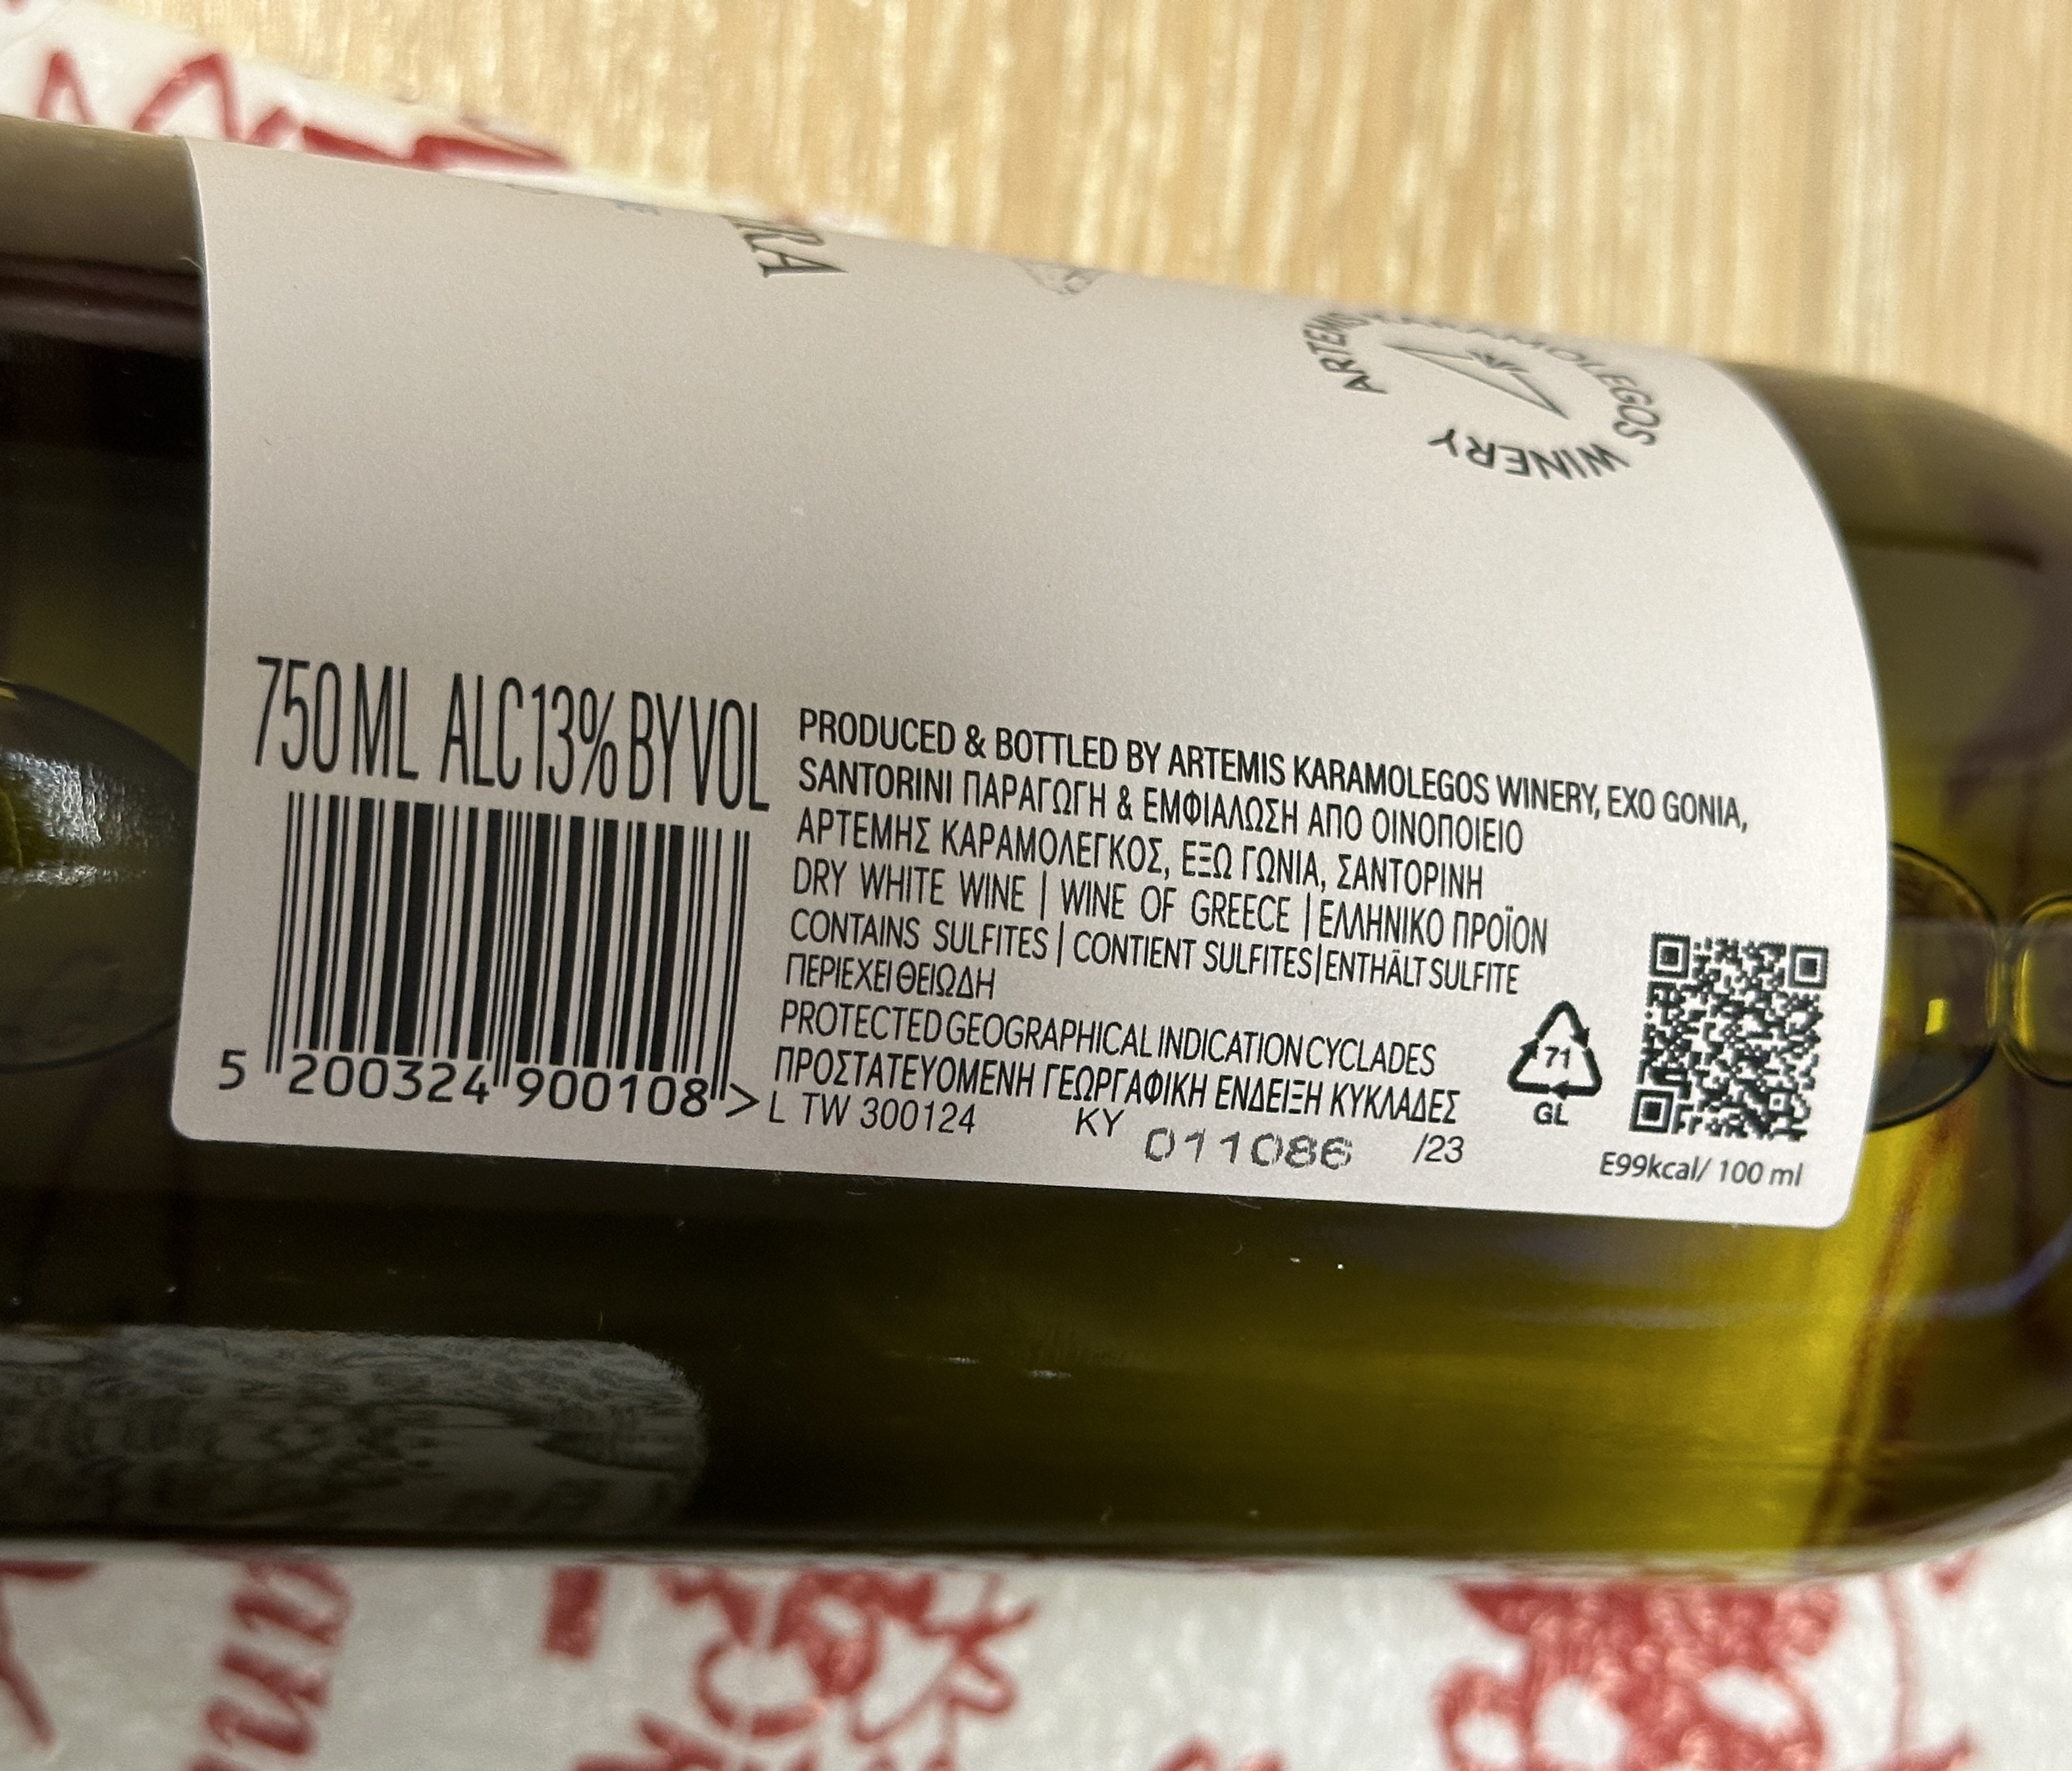 RA
ARTEMIS KARAMOLEGOS WINERY
750 ML ALC 13% BY VOL
5 200324 900108 >
PRODUCED & BOTTLED BY ARTEMIS KARAMOLEGOS WINERY, EXO GONIA,
SANTORINI ΠΑΡΑΓΩΓΗ & ΕΜΦΙΑΛΩΣΗ ΑΠΟ ΟΙΝΟΠΟΙΕΙΟ
ΑΡΤΕΜΗΣ ΚΑΡΑΜΟΛΕΓΚΟΣ, ΕΞΩ ΓΩΝΙΑ, ΣΑΝΤΟΡΙΝΗ
DRY WHITE WINE | WINE OF GREECE | ΕΛΛΗΝΙΚΟ ΠΡΟΪΟΝ
CONTAINS SULFITES | CONTIENT SULFITES | ENTHÄLT SULFITE
ΠΕΡΙΕΧΕΙ ΘΕΙΩΔΗ
PROTECTED GEOGRAPHICAL INDICATION CYCLADES
ΠΡΟΣΤΑΤΕΥΟΜΕΝΗ ΓΕΩΡΓΑΦΙΚΗ ΕΝΔΕΙΞΗ ΚΥΚΛΑΔΕΣ
L TW 300124 KY 011086 /23
71
GL
E99kcal/ 100 ml